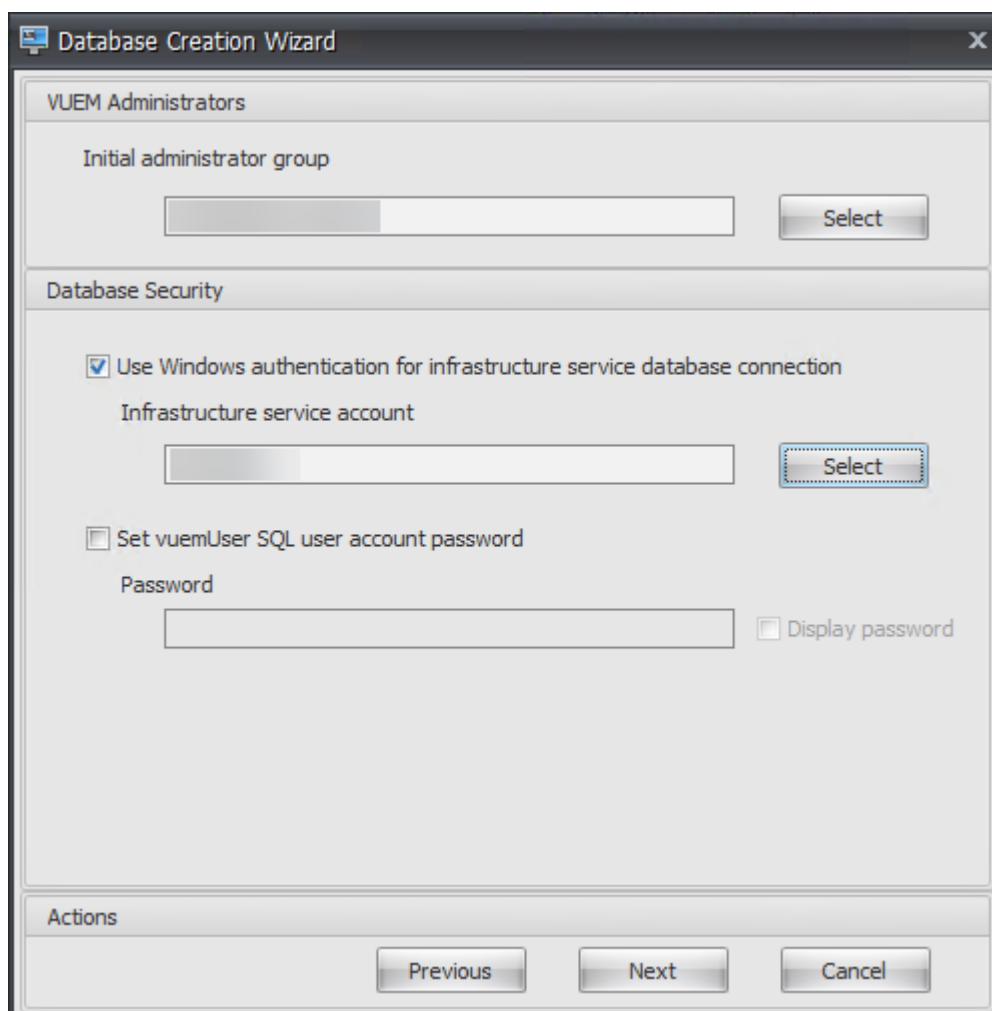 Database Creation Wizard
x
VUEM Administrators
Initial administrator group
Select
Database Security
Use Windows authentication for infrastructure service database connection
Infrastructure service account
Select
Set vuemUser SQL user account password
Password
Display password
Actions
Previous Next Cancel